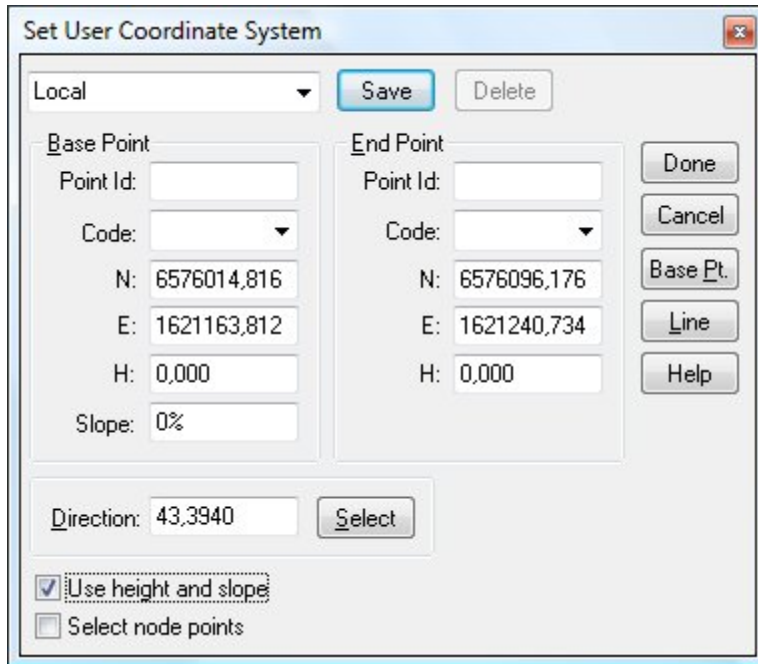 Set User Coordinate System
Local Save Delete
Base Point End Point
Point Id: Point Id: Done
Code: Code: Cancel
N: 6576014,816 N: 6576096,176 Base Pt.
E: 1621163,812 E: 1621240,734 Line
H: 0,000 H: 0,000 Help
Slope: 0%
Direction: 43,3940 Select
Use height and slope
Select node points